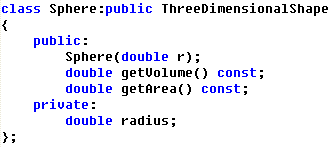 class Sphere:public ThreeDimensionalShape
{
    public:
        Sphere(double r);
        double getVolume() const;
        double getArea() const;
    private:
        double radius;
};